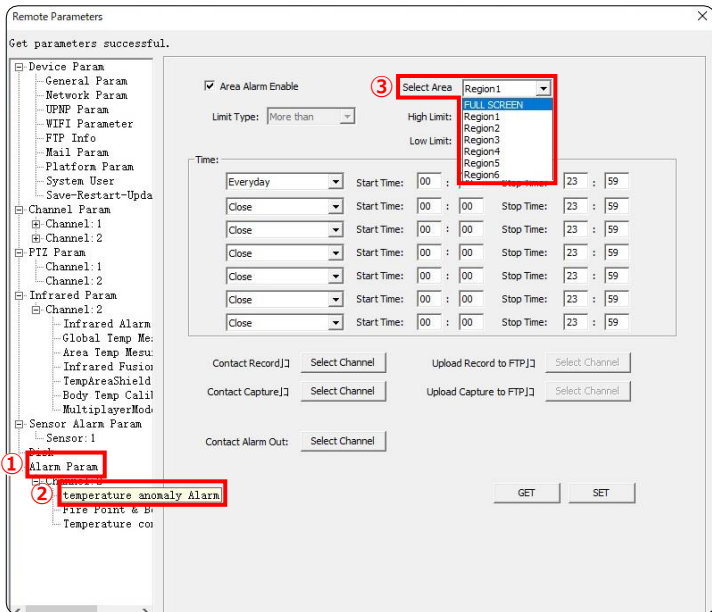 Remote Parameters
Get parameters successful.
Device Param
General Param
Network Param
UPNP Param
WIFI Parameter
FTP Info
Mail Param
Platform Param
System User
Save-Restart-Upda
Channel Param
Channel:1
Channel:2
PTZ Param
Channel:1
Channel:2
Infrared Param
Channel:2
Infrared Alarm
Global Temp Me
Area Temp Mesu
Infrared Fusion
TempAreaShield
Body Temp Cali
MultiplayerMod
Sensor Alarm Param
Sensor:1
Disk
① Alarm Param
② temperature anomaly Alarm
Fire Point & B
Temperature co
Area Alarm Enable
③ Select Area Region1
FULL SCREEN
Region1
Region2
Region3
Region4
Region5
Region6
Limit Type: More than
High Limit:
Low Limit:
Time:
Everyday Start Time: 00 : Stop Time: 23 : 59
Close Start Time: 00 : 00 Stop Time: 23 : 59
Close Start Time: 00 : 00 Stop Time: 23 : 59
Close Start Time: 00 : 00 Stop Time: 23 : 59
Close Start Time: 00 : 00 Stop Time: 23 : 59
Close Start Time: 00 : 00 Stop Time: 23 : 59
Close Start Time: 00 : 00 Stop Time: 23 : 59
Contact Record Select Channel Upload Record to FTP Select Channel
Contact Capture Select Channel Upload Capture to FTP Select Channel
Contact Alarm Out: Select Channel
GET SET